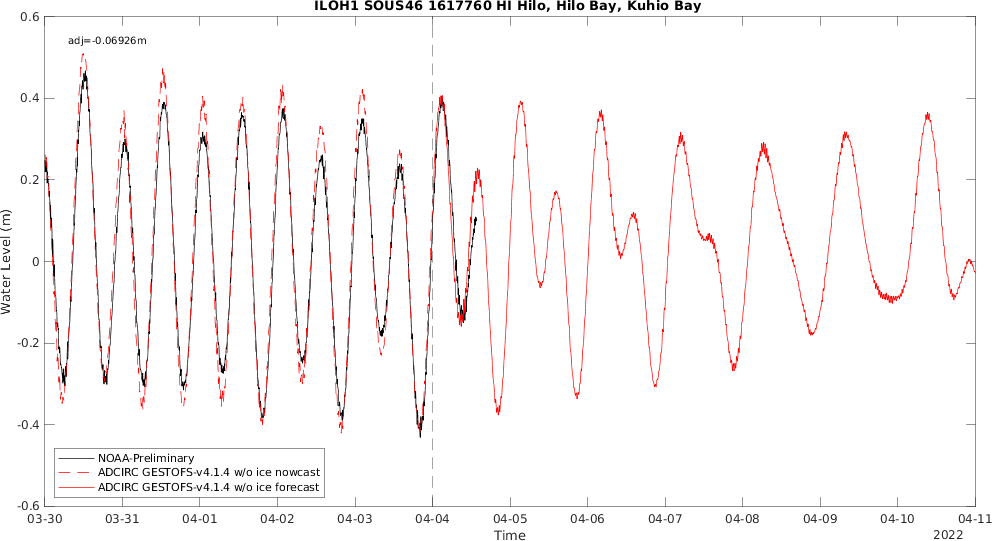 ILOH1 SOUS46 1617760 HI Hilo, Hilo Bay, Kuhio Bay
adj=-0.06926m
0.6
0.4
0.2
0
-0.2
-0.4
-0.6
Water Level (m)
NOAA-Preliminary
ADCIRC GESTOFS-v4.1.4 w/o ice nowcast
ADCIRC GESTOFS-v4.1.4 w/o ice forecast
03-30 03-31 04-01 04-02 04-03 04-04 04-05 04-06 04-07 04-08 04-09 04-10 04-11
Time
2022